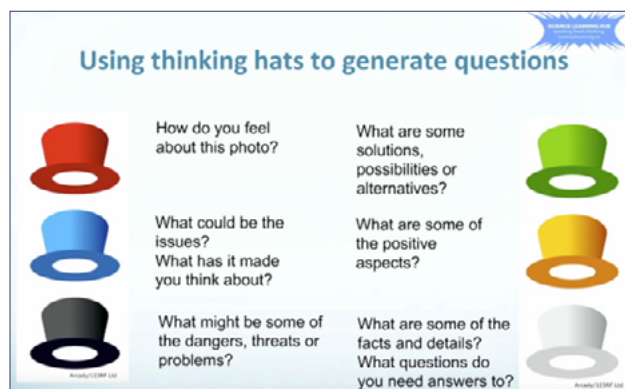 SCIENCE LEARNING HUB
Using thinking hats to generate questions
How do you feel
about this photo?
What are some
solutions,
possibilities or
alternatives?
What could be the
issues?
What has it made
you think about?
What are some of
the positive
aspects?
What might be some of
the dangers, threats or
problems?
What are some of the
facts and details?
What questions do
you need answers to?
Arcady/123RF Ltd
Arcady/123RF Ltd